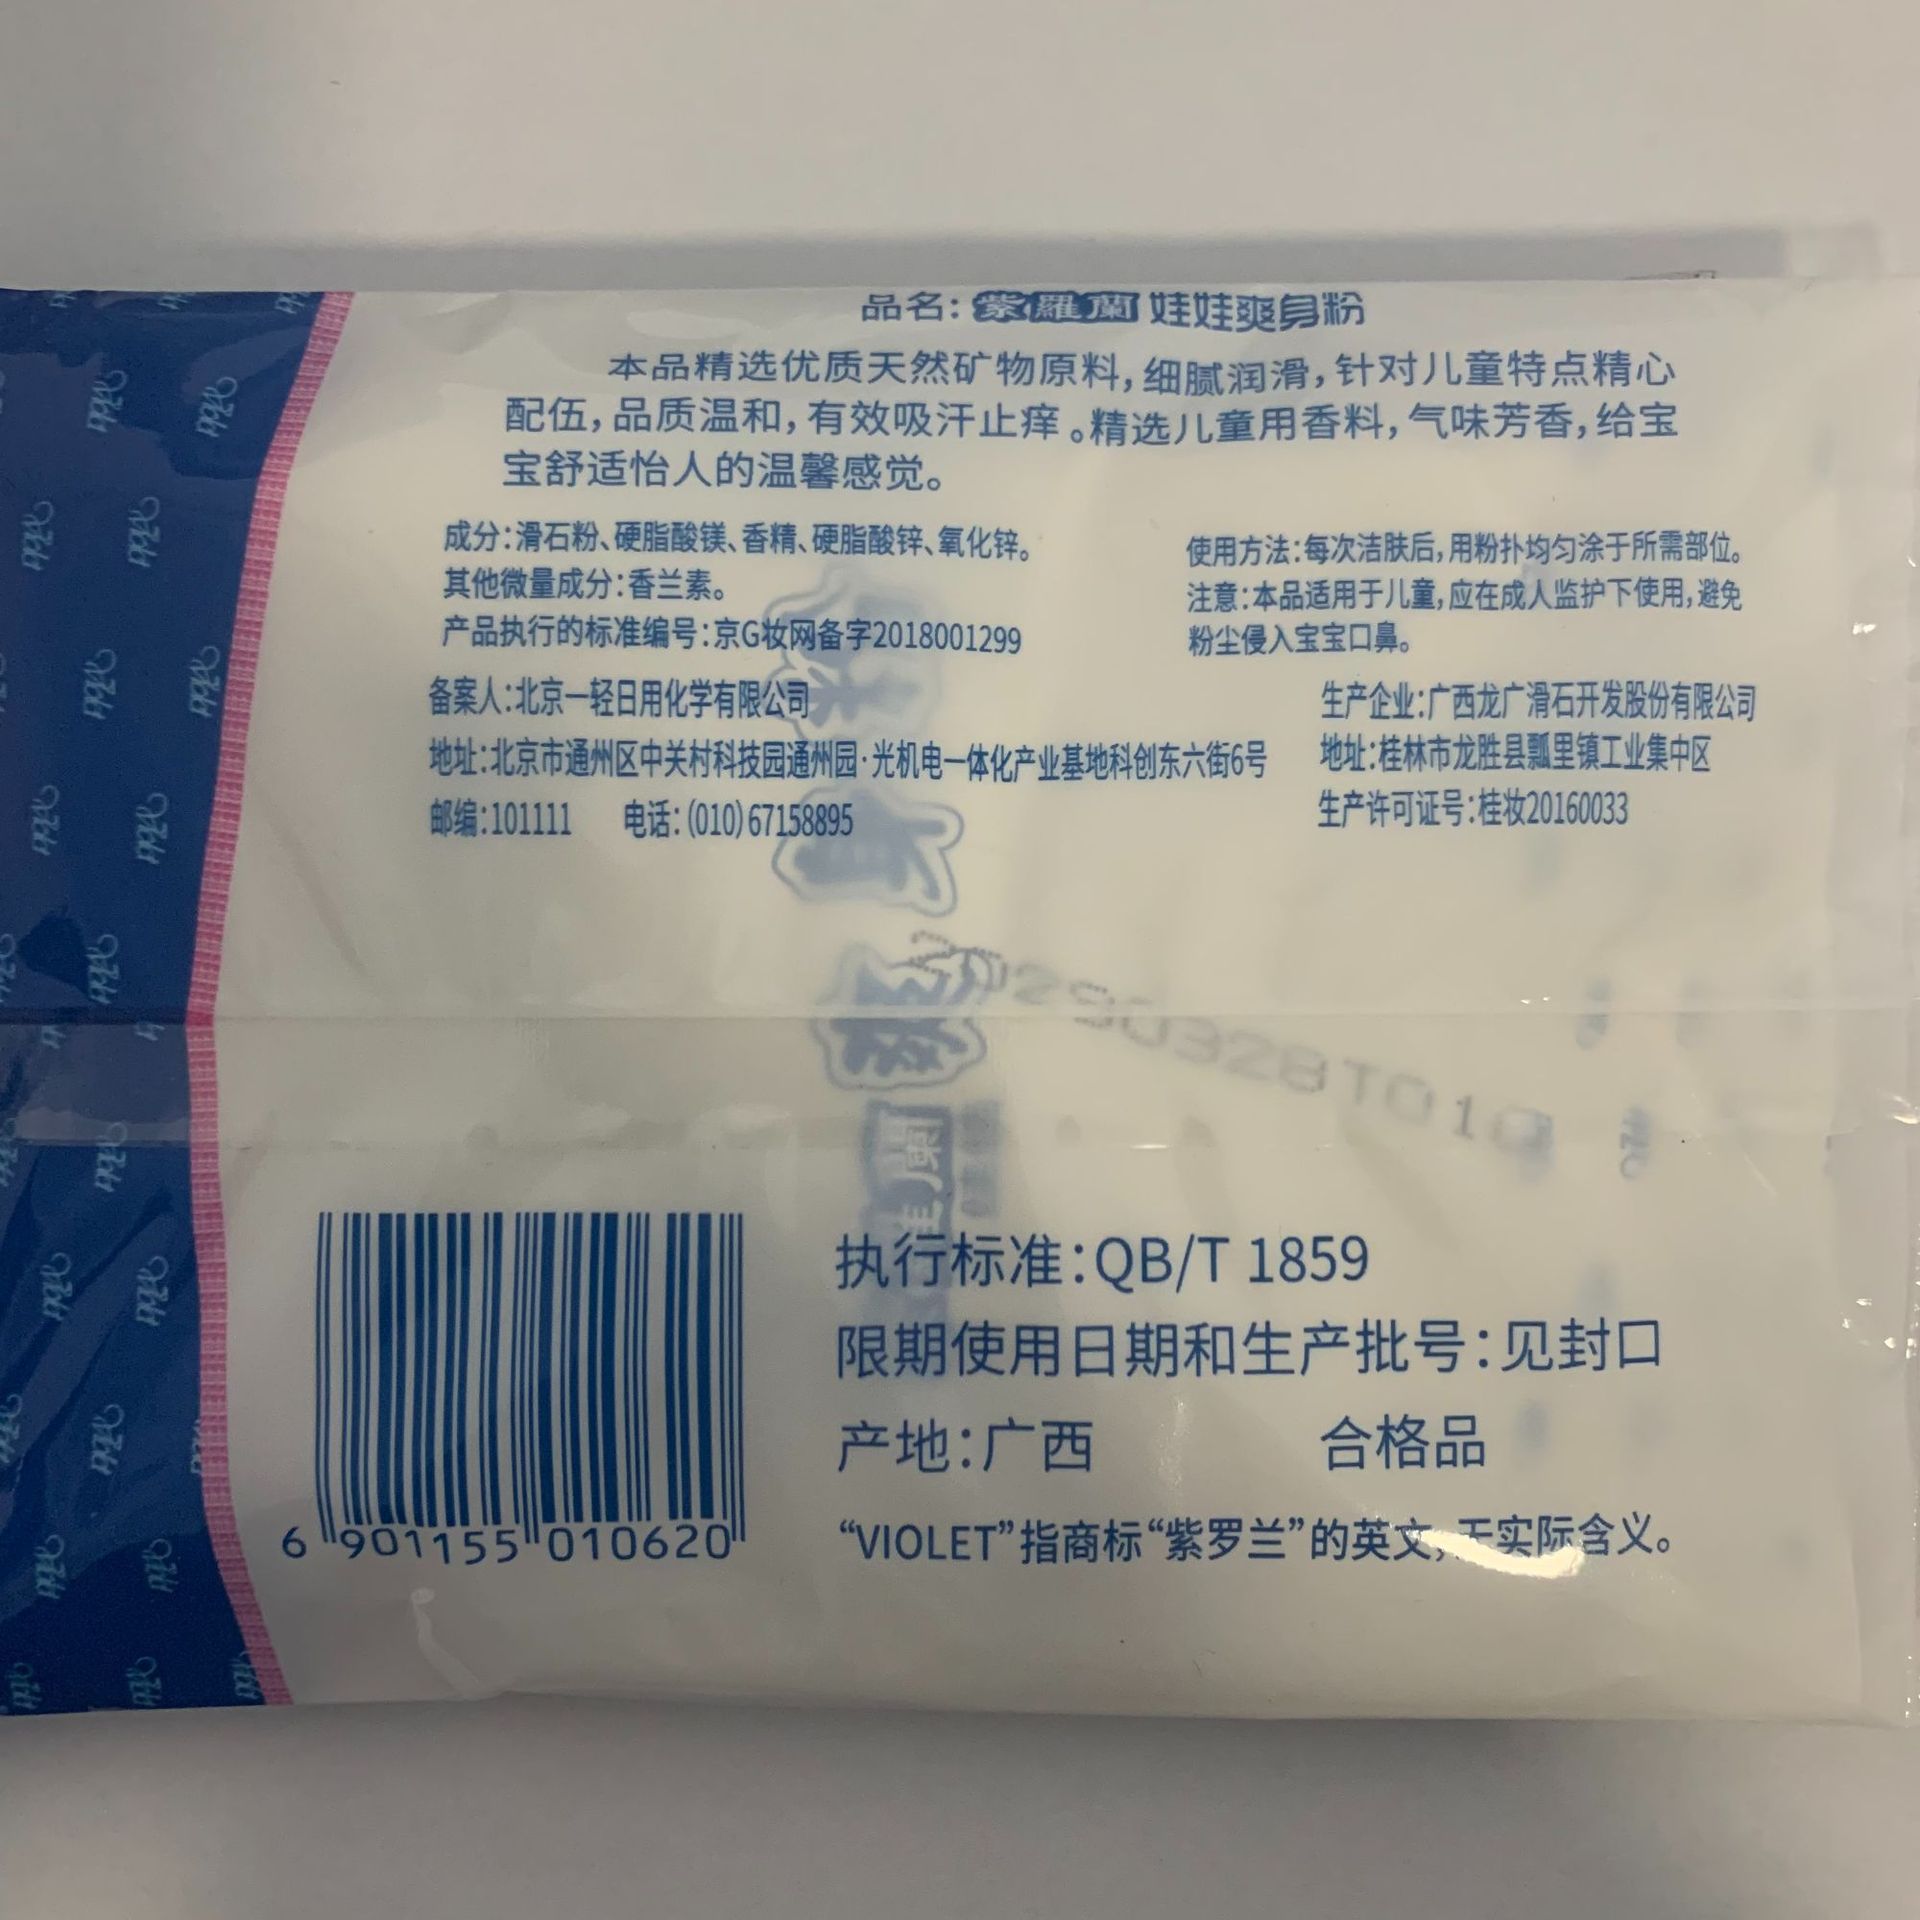 品名：紫羅蘭 娃娃爽身粉
本品精选优质天然矿物原料，细腻润滑，针对儿童特点精心
配伍，品质温和，有效吸汗止痒。精选儿童用香料，气味芳香，给宝
宝舒适怡人的温馨感觉。
成分：滑石粉、硬脂酸镁、香精、硬脂酸锌、氧化锌。
其他微量成分：香兰素。
产品执行的标准编号：京G妆网备字2018001299
使用方法：每次洁肤后，用粉扑均匀涂于所需部位。
注意：本品适用于儿童，应在成人监护下使用，避免
粉尘侵入宝宝口鼻。
备案人：北京一轻日用化学有限公司
地址：北京市通州区中关村科技园通州园·光机电一体化产业基地科创东六街6号
邮编：101111 电话：(010)67158895
生产企业：广西龙广滑石开发股份有限公司
地址：桂林市龙胜县瓢里镇工业集中区
生产许可证号：桂妆20160033
执行标准：QB/T 1859
限期使用日期和生产批号：见封口
产地：广西 合格品
“VIOLET”指商标“紫罗兰”的英文，无实际含义。
6 901155 010620